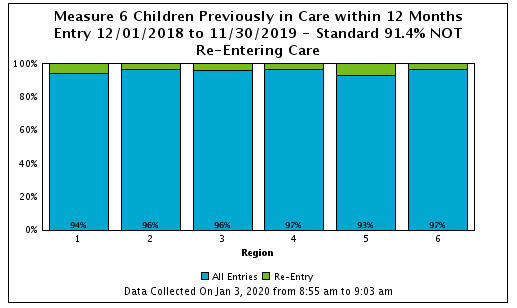 Measure 6 Children Previously in Care within 12 Months
Entry 12/01/2018 to 11/30/2019 - Standard 91.4% NOT
Re-Entering Care
100%
80%
60%
40%
20%
0%
94% 96% 96% 97% 93% 97%
1 2 3 4 5 6
Region
All Entries Re-Entry
Data Collected On Jan 3, 2020 from 8:55 am to 9:03 am